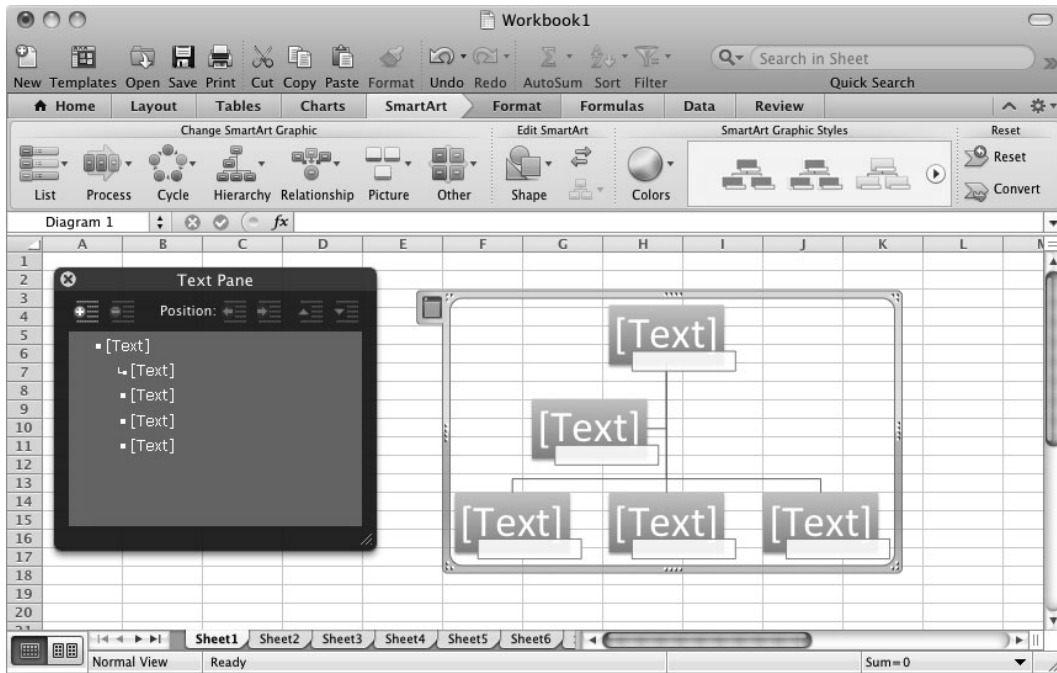 Workbook1
New Templates Open Save Print Cut Copy Paste Format Undo Redo AutoSum Sort Filter Search in Sheet
Quick Search
Home Layout Tables Charts SmartArt Format Formulas Data Review
Change SmartArt Graphic Edit SmartArt SmartArt Graphic Styles Reset
Reset
List Process Cycle Hierarchy Relationship Picture Other Shape Colors Convert
Diagram 1 fx
A B C D E F G H I J K L
1
2
Text Pane
3
4
Position:
[Text]
5
6
[Text]
7
[Text]
8
[Text]
9
[Text]
10
11
12
13
14
15
16
17
18
19
20
21
[Text]
[Text]
[Text] [Text] [Text]
Sheet1 Sheet2 Sheet3 Sheet4 Sheet5 Sheet6
Normal View Ready Sum=0